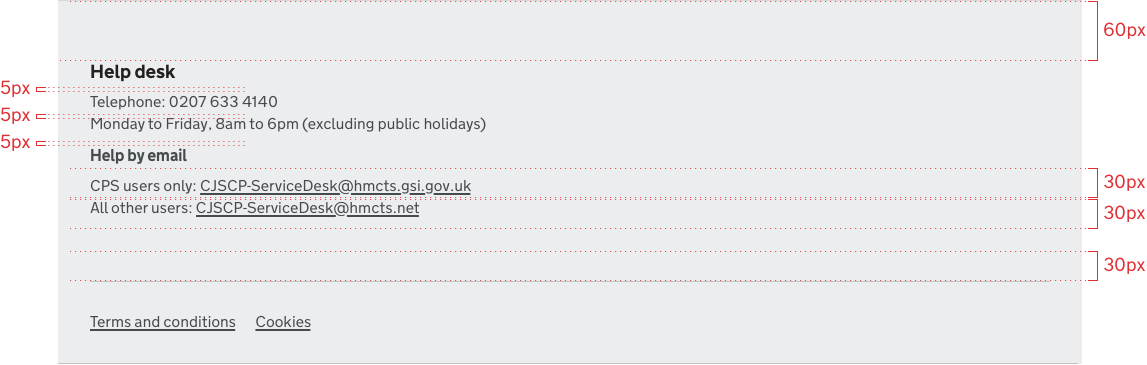 60px
Help desk
5px
Telephone: 0207 633 4140
5px
Monday to Friday, 8am to 6pm (excluding public holidays)
5px
Help by email
30px
CPS users only: CJSCP-ServiceDesk@hmcts.gsi.gov.uk
All other users: CJSCP-ServiceDesk@hmcts.net
30px
30px
Terms and conditions Cookies